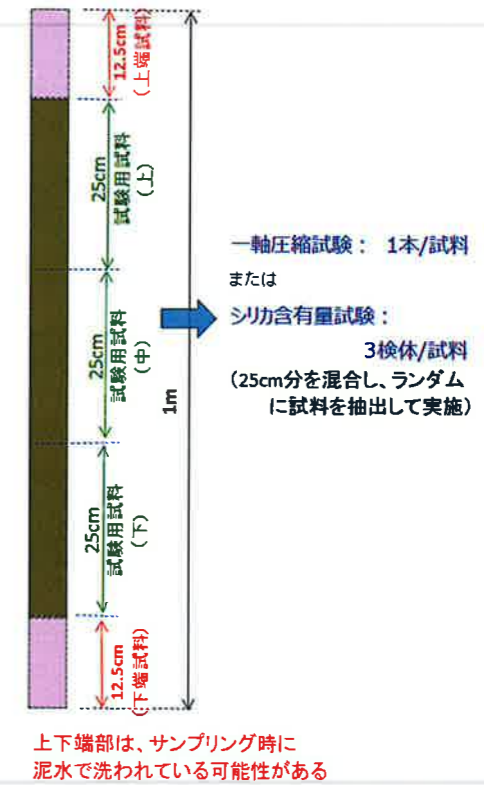 12.5cm
(上端試料)
25cm
試験用試料
(上)
25cm
試験用試料
(中)
25cm
試験用試料
(下)
12.5cm
(下端試料)
1m
一軸圧縮試験： 1本/試料
または
シリカ含有量試験：
3検体/試料
(25cm分を混合し、ランダム
に試料を抽出して実施)
上下端部は、サンプリング時に
泥水で洗われている可能性がある